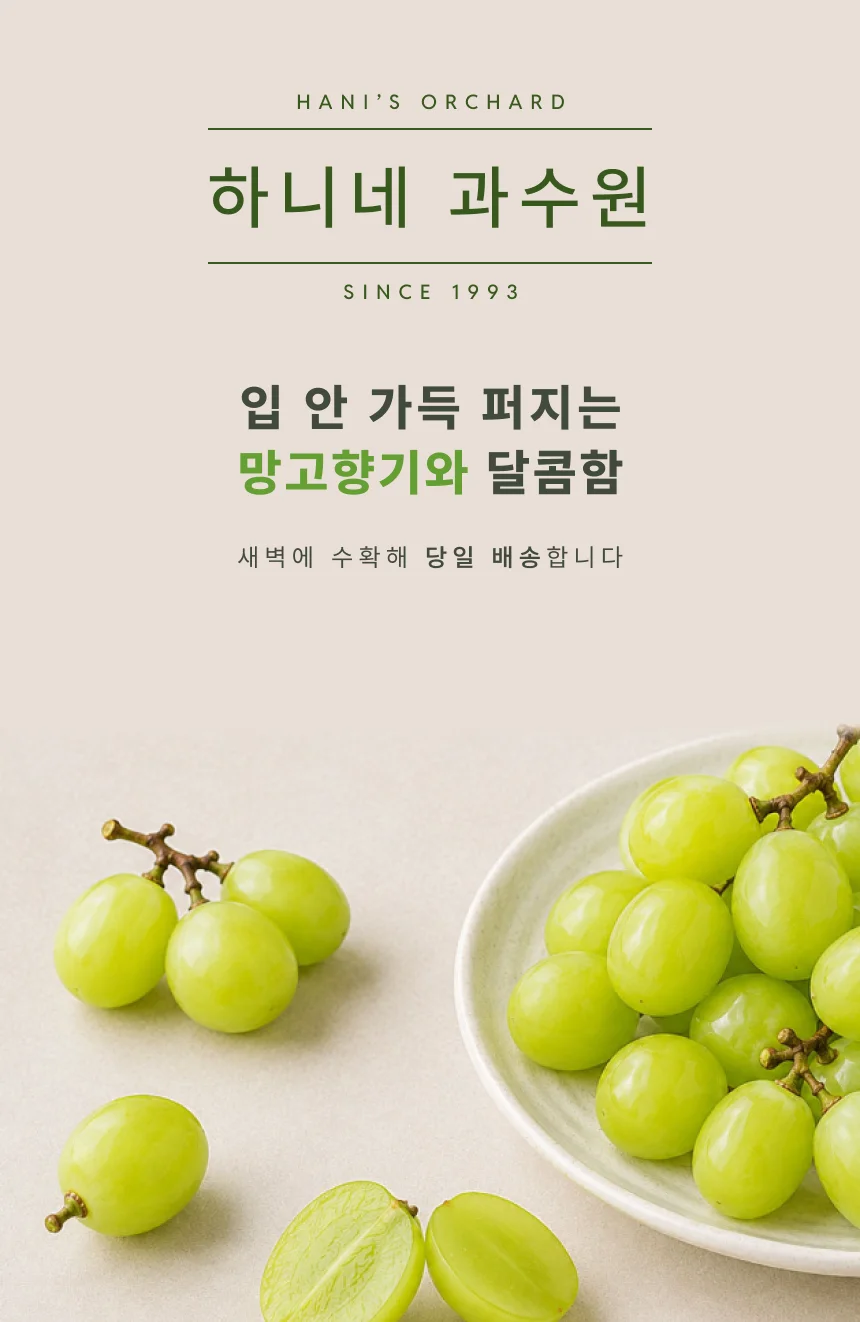 HANI'S ORCHARD
하니네 과수원
SINCE 1993
입 안 가득 퍼지는
망고향기와 달콤함
새벽에 수확해 당일 배송합니다